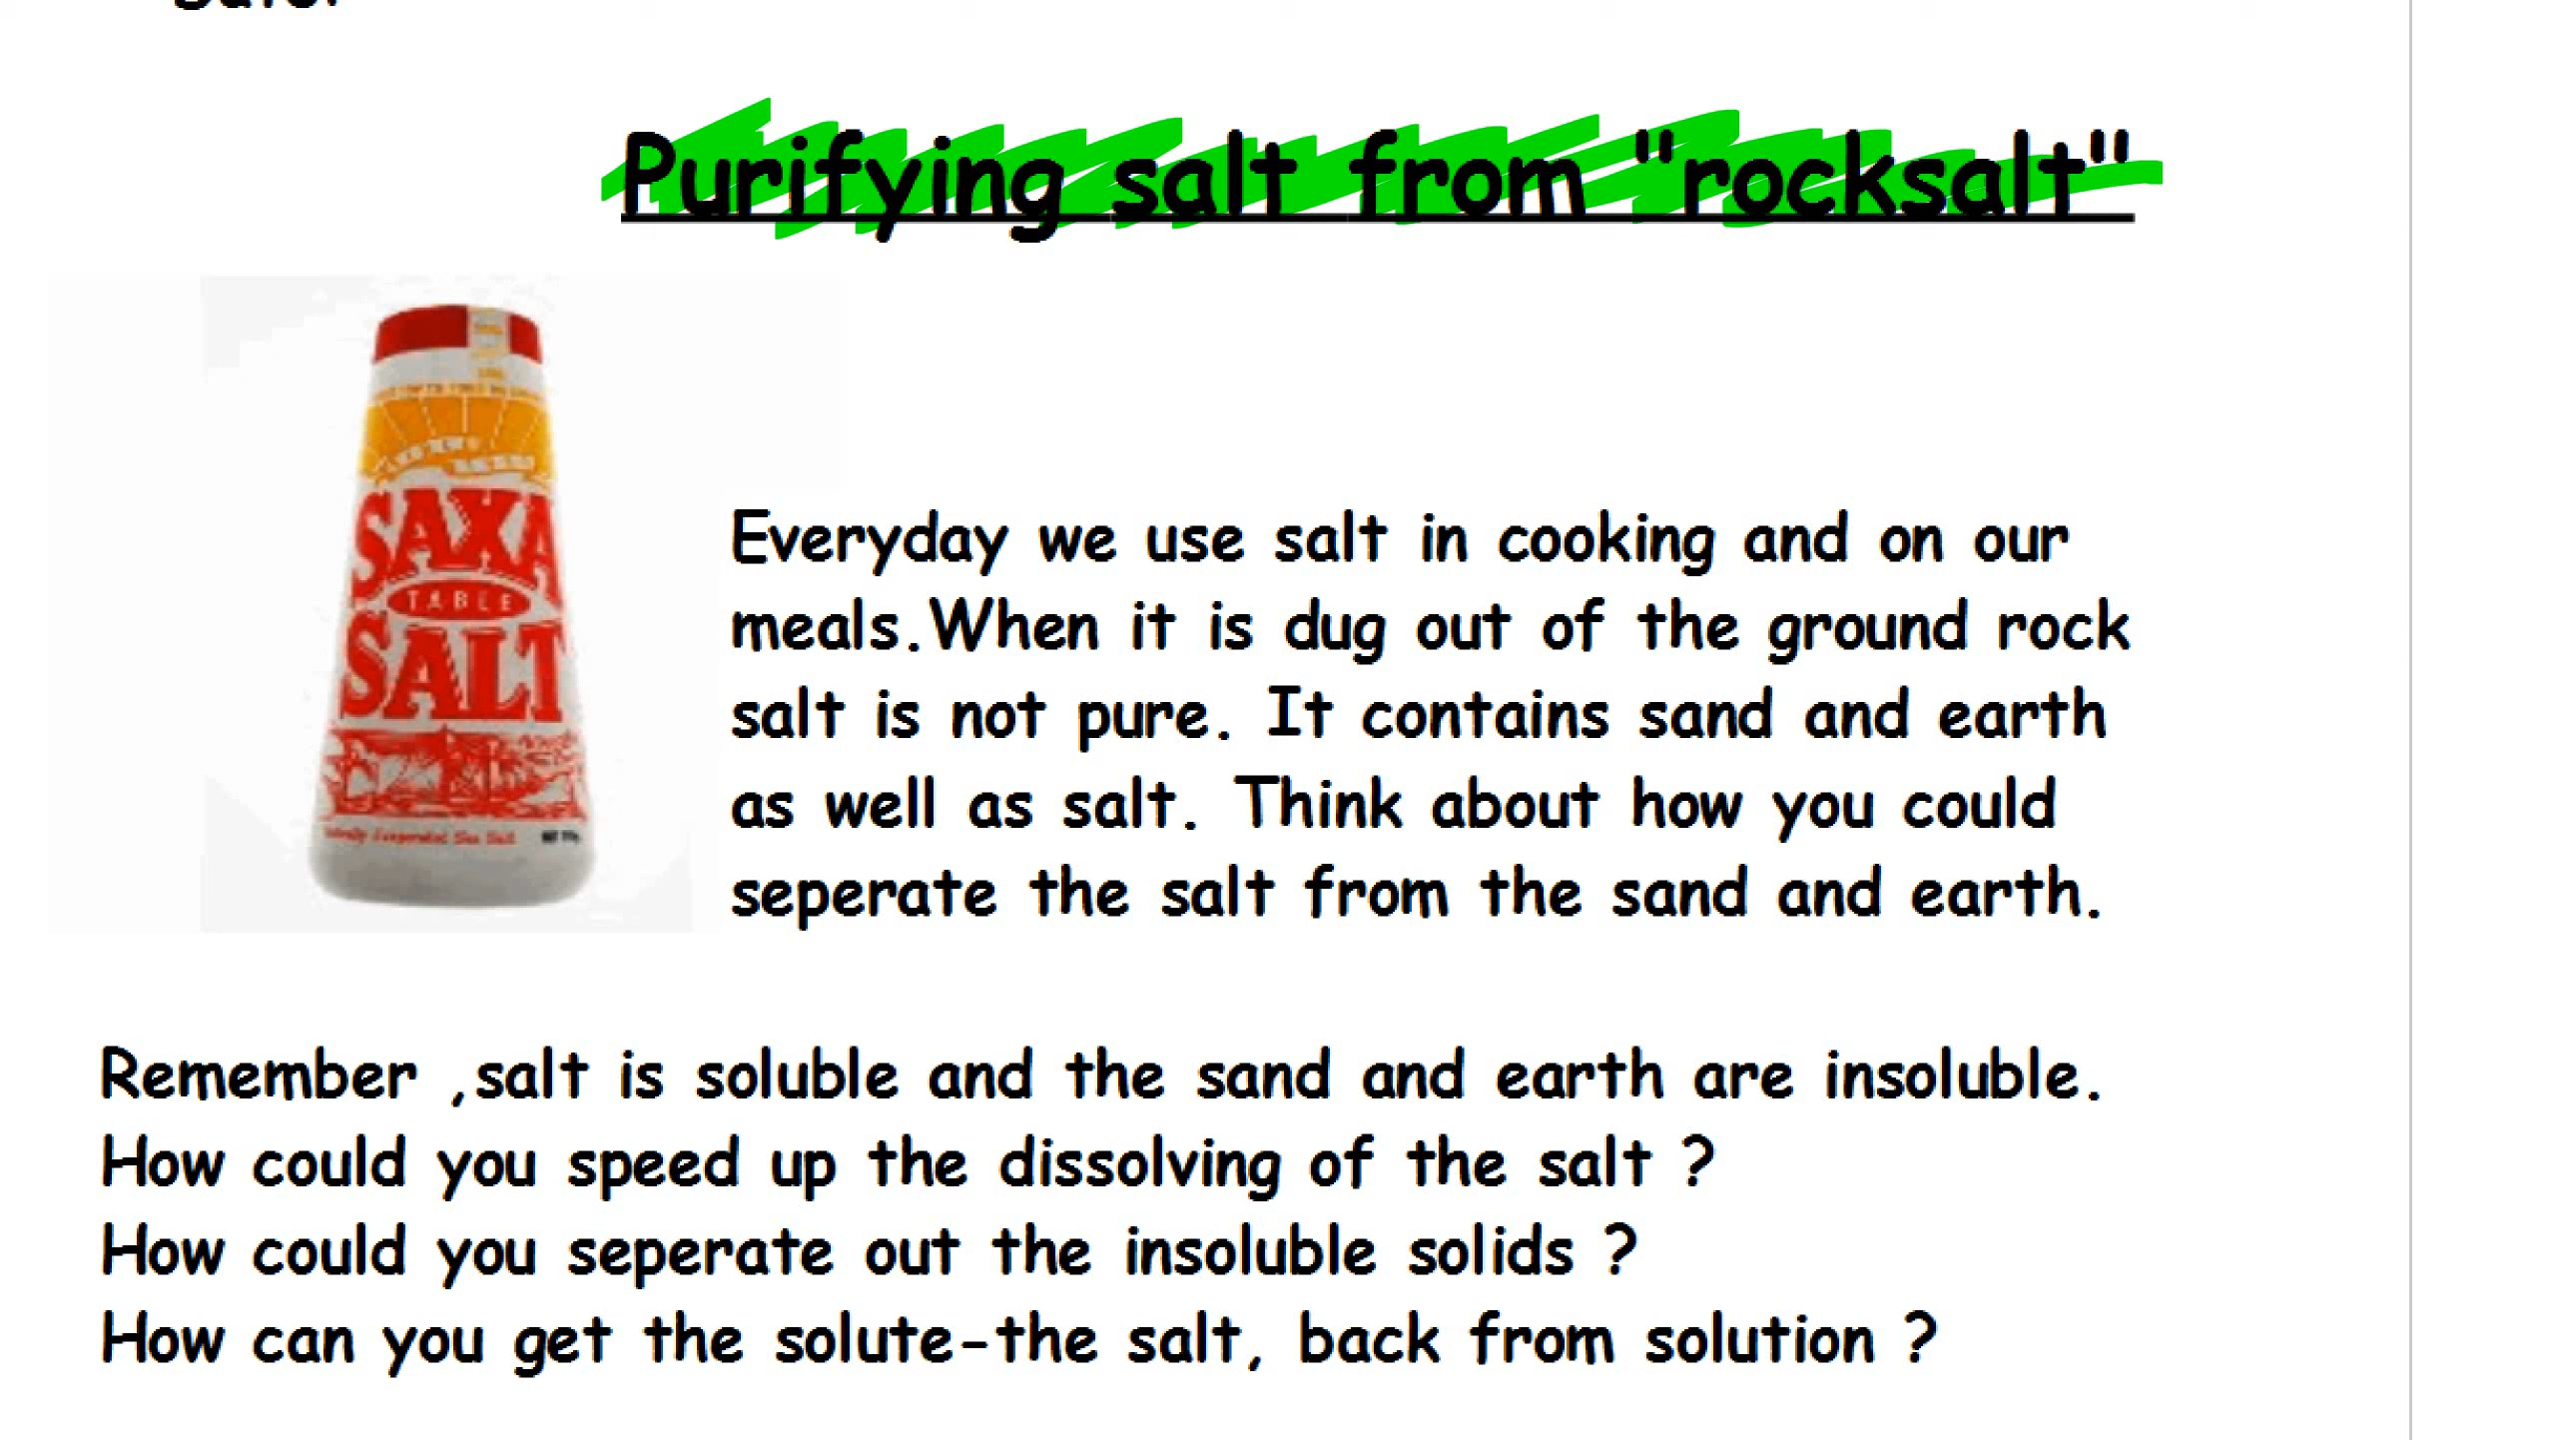 Purifying salt from "rocksalt"
SAXA
TABLE
SALT
Everyday we use salt in cooking and on our
meals.When it is dug out of the ground rock
salt is not pure. It contains sand and earth
as well as salt. Think about how you could
seperate the salt from the sand and earth.
Remember ,salt is soluble and the sand and earth are insoluble.
How could you speed up the dissolving of the salt ?
How could you seperate out the insoluble solids ?
How can you get the solute-the salt, back from solution ?